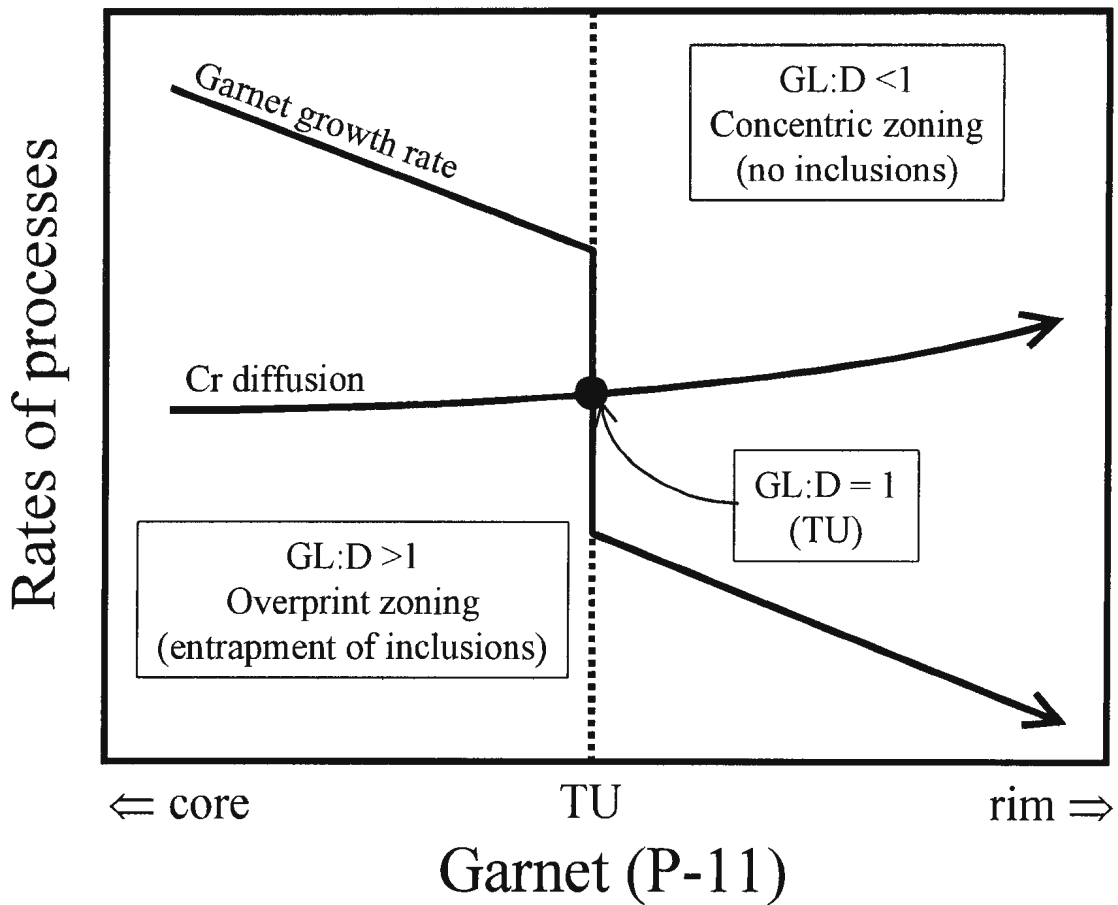 Garnet growth rate
GL:D <1
Concentric zoning
(no inclusions)
Rates of processes
Cr diffusion
GL:D = 1
(TU)
GL:D >1
Overprint zoning
(entrapment of inclusions)
⇐ core
TU
rim ⇒
Garnet (P-11)